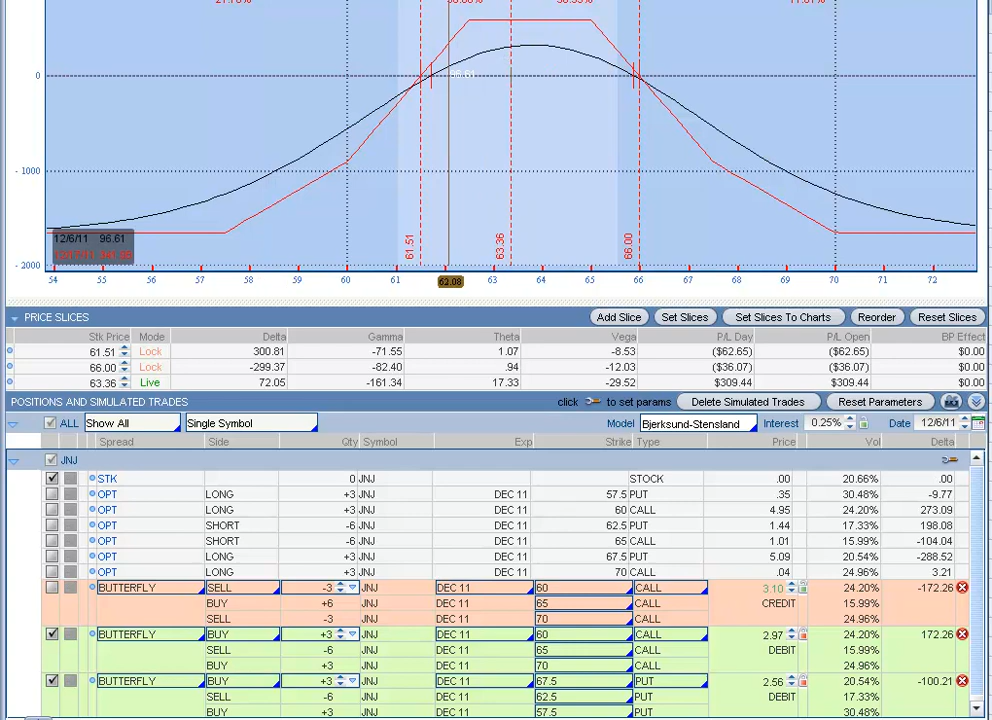 0
96.61
- 1000
- 2000
12/6/11 96.61
61.51
63.36
66.00
54 55 56 57 58 59 60 61 62.08 63 64 65 66 67 68 69 70 71 72
PRICE SLICES Add Slice Set Slices Set Slices To Charts Reorder Reset Slices
Stk Price Mode Delta Gamma Theta Vega P/L Day P/L Open BP Effect
61.51 Lock 300.81 -71.55 1.07 -8.53 ($62.65) ($62.65) $0.00
66.00 Lock -299.37 -82.40 .94 -12.03 ($36.07) ($36.07) $0.00
63.36 Live 72.05 -161.34 17.33 -29.52 $309.44 $309.44 $0.00
POSITIONS AND SIMULATED TRADES click to set params Delete Simulated Trades Reset Parameters
ALL Show All Single Symbol Model Bjerksund-Stensland Interest 0.25% Date 12/6/11
Spread Side Qty Symbol Exp Strike Type Price Vol Delta
JNJ
STK 0 JNJ STOCK .00 20.66% .00
OPT LONG +3 JNJ DEC 11 57.5 PUT .35 30.48% -9.77
OPT LONG +3 JNJ DEC 11 60 CALL 4.95 24.20% 273.09
OPT SHORT -6 JNJ DEC 11 62.5 PUT 1.44 17.33% 198.08
OPT SHORT -6 JNJ DEC 11 65 CALL 1.01 15.99% -104.04
OPT LONG +3 JNJ DEC 11 67.5 PUT 5.09 20.54% -288.52
OPT LONG +3 JNJ DEC 11 70 CALL .04 24.96% 3.21
BUTTERFLY SELL -3 JNJ DEC 11 60 CALL 3.10 24.20% -172.26
BUY +6 JNJ DEC 11 65 CALL CREDIT 15.99%
SELL -3 JNJ DEC 11 70 CALL 24.96%
BUTTERFLY BUY +3 JNJ DEC 11 60 CALL 2.97 24.20% 172.26
SELL -6 JNJ DEC 11 65 CALL DEBIT 15.99%
BUY +3 JNJ DEC 11 70 CALL 24.96%
BUTTERFLY BUY +3 JNJ DEC 11 67.5 PUT 2.56 20.54% -100.21
SELL -6 JNJ DEC 11 62.5 PUT DEBIT 17.33%
BUY +3 JNJ DEC 11 57.5 PUT 30.48%